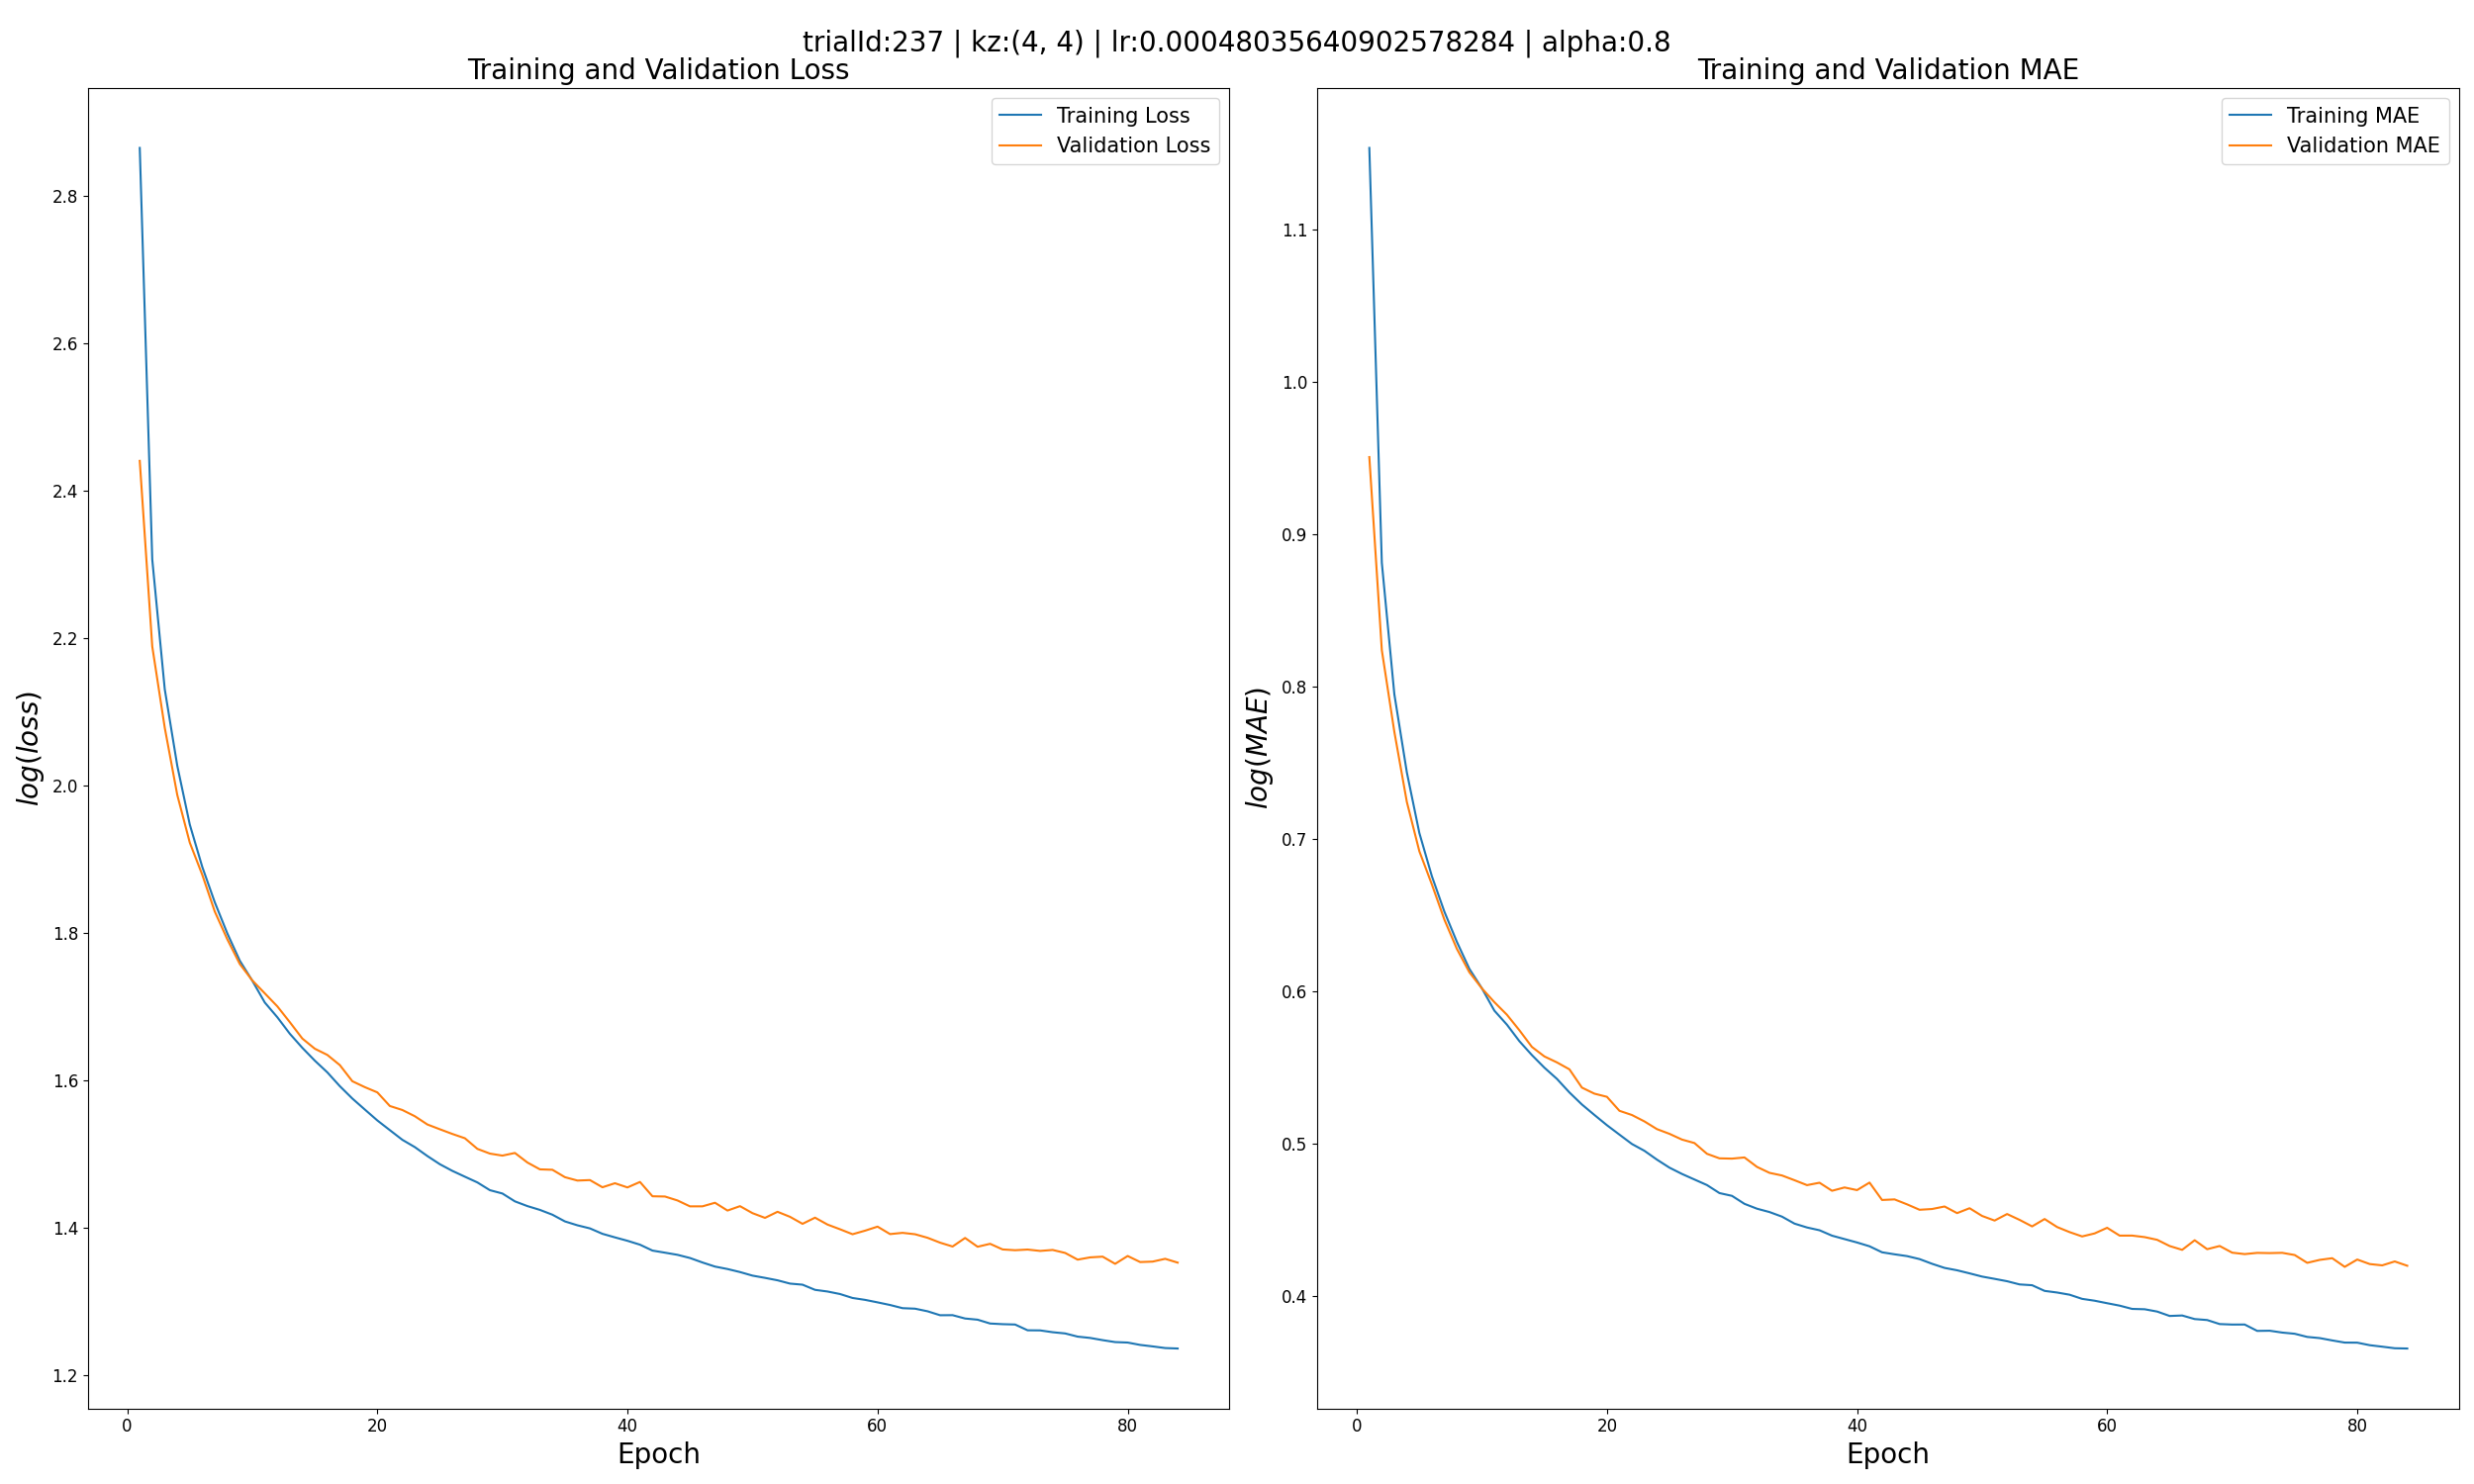 trialId:237 | kz:(4, 4) | lr:0.00048035640902578284 | alpha:0.8
Training and Validation Loss
Training Loss
Validation Loss
2.8
2.6
2.4
2.2
2.0
1.8
1.6
1.4
1.2
log(loss)
0 20 40 60 80
Epoch
Training and Validation MAE
Training MAE
Validation MAE
1.1
1.0
0.9
0.8
0.7
0.6
0.5
0.4
log(MAE)
0 20 40 60 80
Epoch